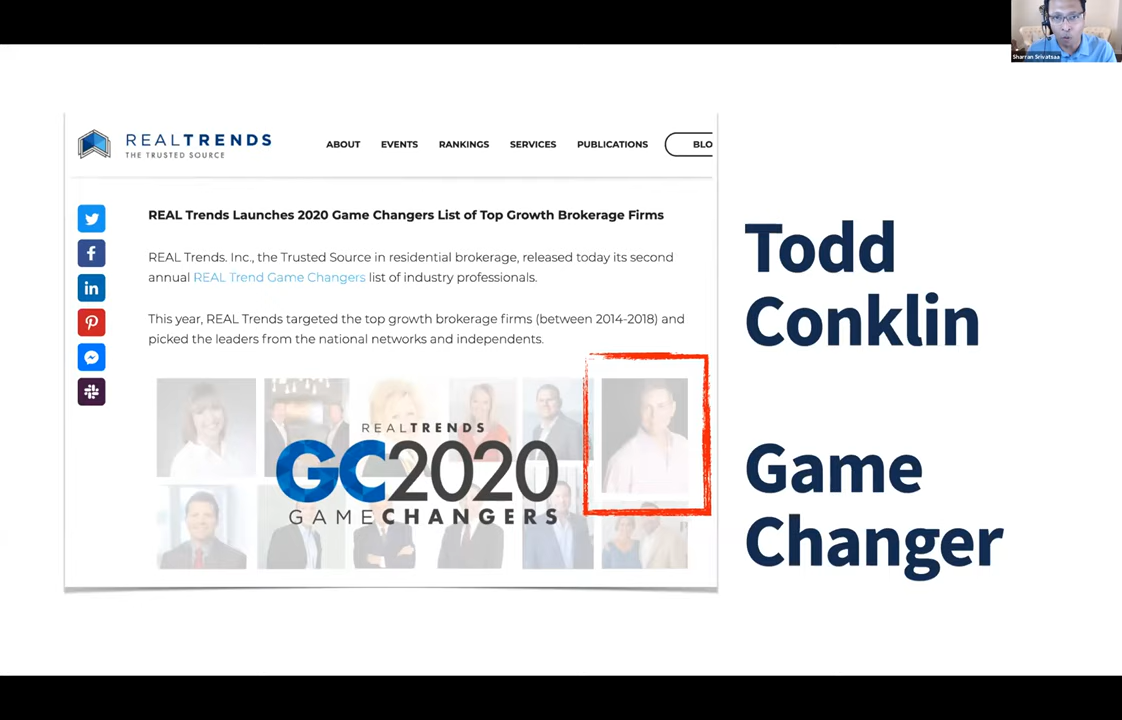 Sharran Srivatsaa
REALTRENDS
THE TRUSTED SOURCE
ABOUT EVENTS RANKINGS SERVICES PUBLICATIONS BLO
REAL Trends Launches 2020 Game Changers List of Top Growth Brokerage Firms
REAL Trends. Inc., the Trusted Source in residential brokerage, released today its second
annual REAL Trend Game Changers list of industry professionals.
This year, REAL Trends targeted the top growth brokerage firms (between 2014-2018) and
picked the leaders from the national networks and independents.
REALTRENDS
GC2020
GAMECHANGERS
Todd
Conklin
Game
Changer